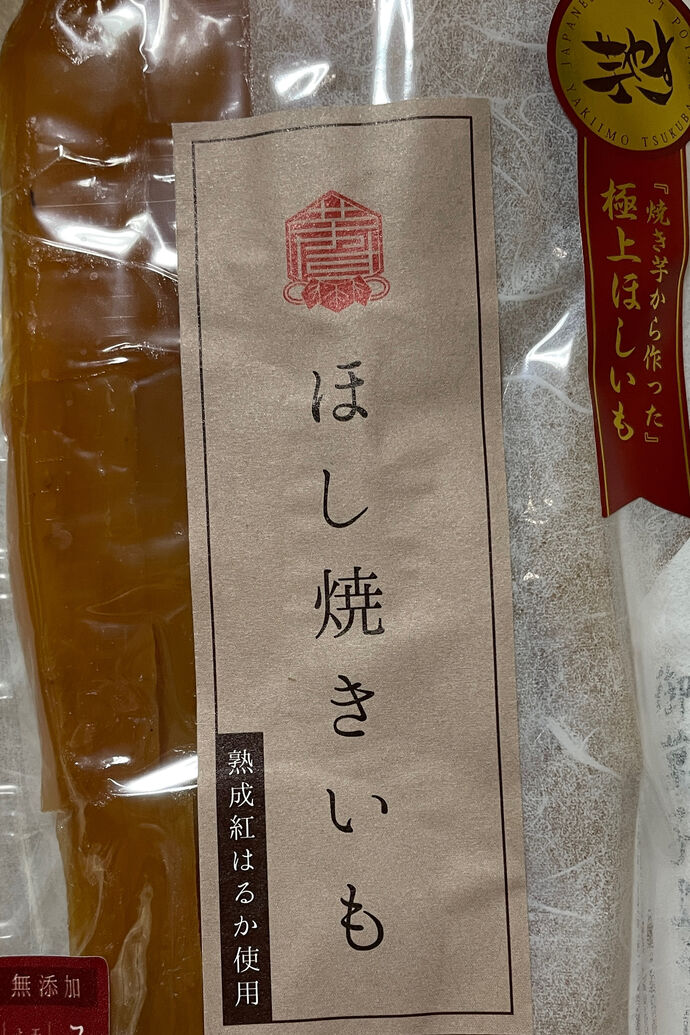 熟
『焼き芋から作った』
極上ほしいも
ほし焼きいも
熟成紅はるか使用
無添加